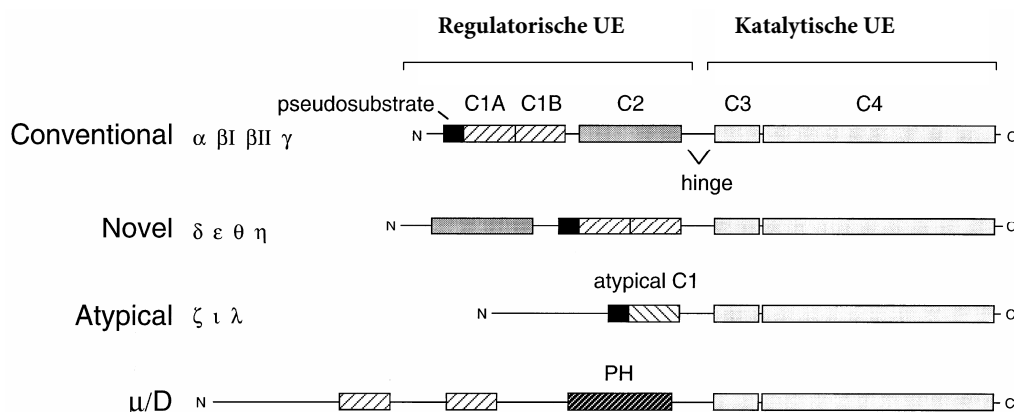 Regulatorische UE Katalytische UE
pseudosubstrate C1A C1B C2 C3 C4
Conventional α βI βII γ N C
hinge
Novel δ ε θ η N C
atypical C1
Atypical ζ ι λ N C
PH
μ/D N C